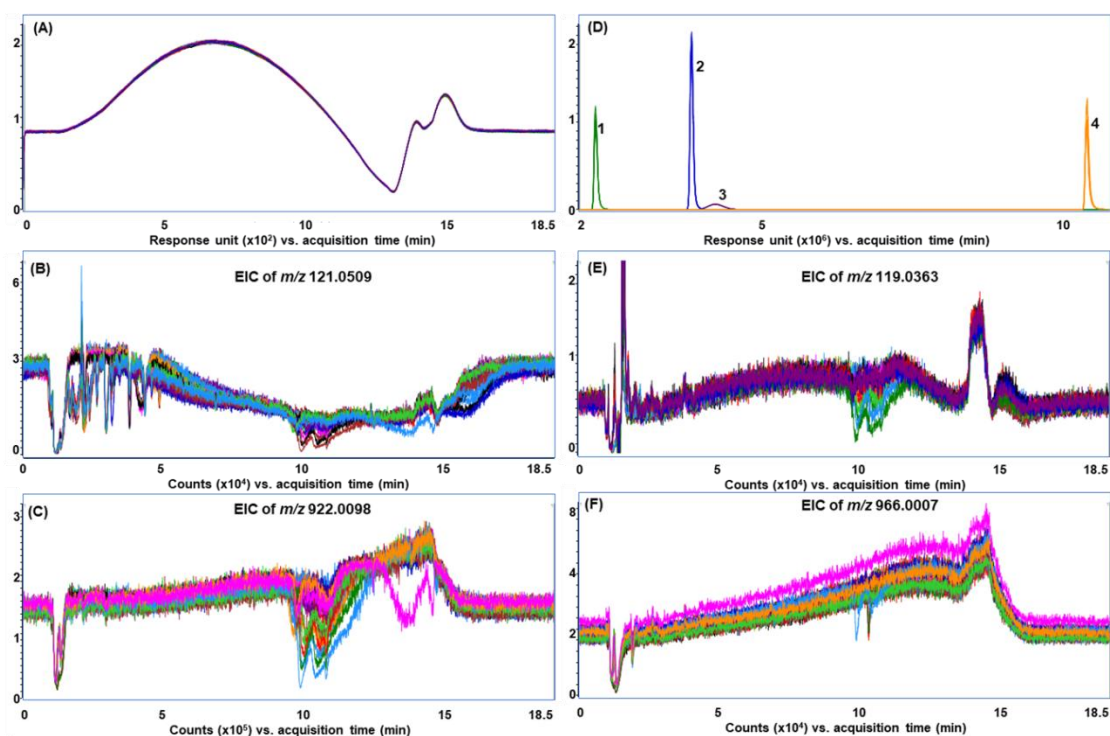 (A)
2
1
0
0 5 10 15 18.5
Response unit (x10²) vs. acquisition time (min)
(D)
2
1
0
1
2
3
4
2 5 10
Response unit (x10⁶) vs. acquisition time (min)
(B)
EIC of m/z 121.0509
6
3
0
0 5 10 15 18.5
Counts (x10⁴) vs. acquisition time (min)
(E)
EIC of m/z 119.0363
2
1
0
0 5 10 15 18.5
Counts (x10⁴) vs. acquisition time (min)
(C)
EIC of m/z 922.0098
3
2
1
0
0 5 10 15 18.5
Counts (x10⁵) vs. acquisition time (min)
(F)
EIC of m/z 966.0007
8
4
2
0
0 5 10 15 18.5
Counts (x10⁴) vs. acquisition time (min)